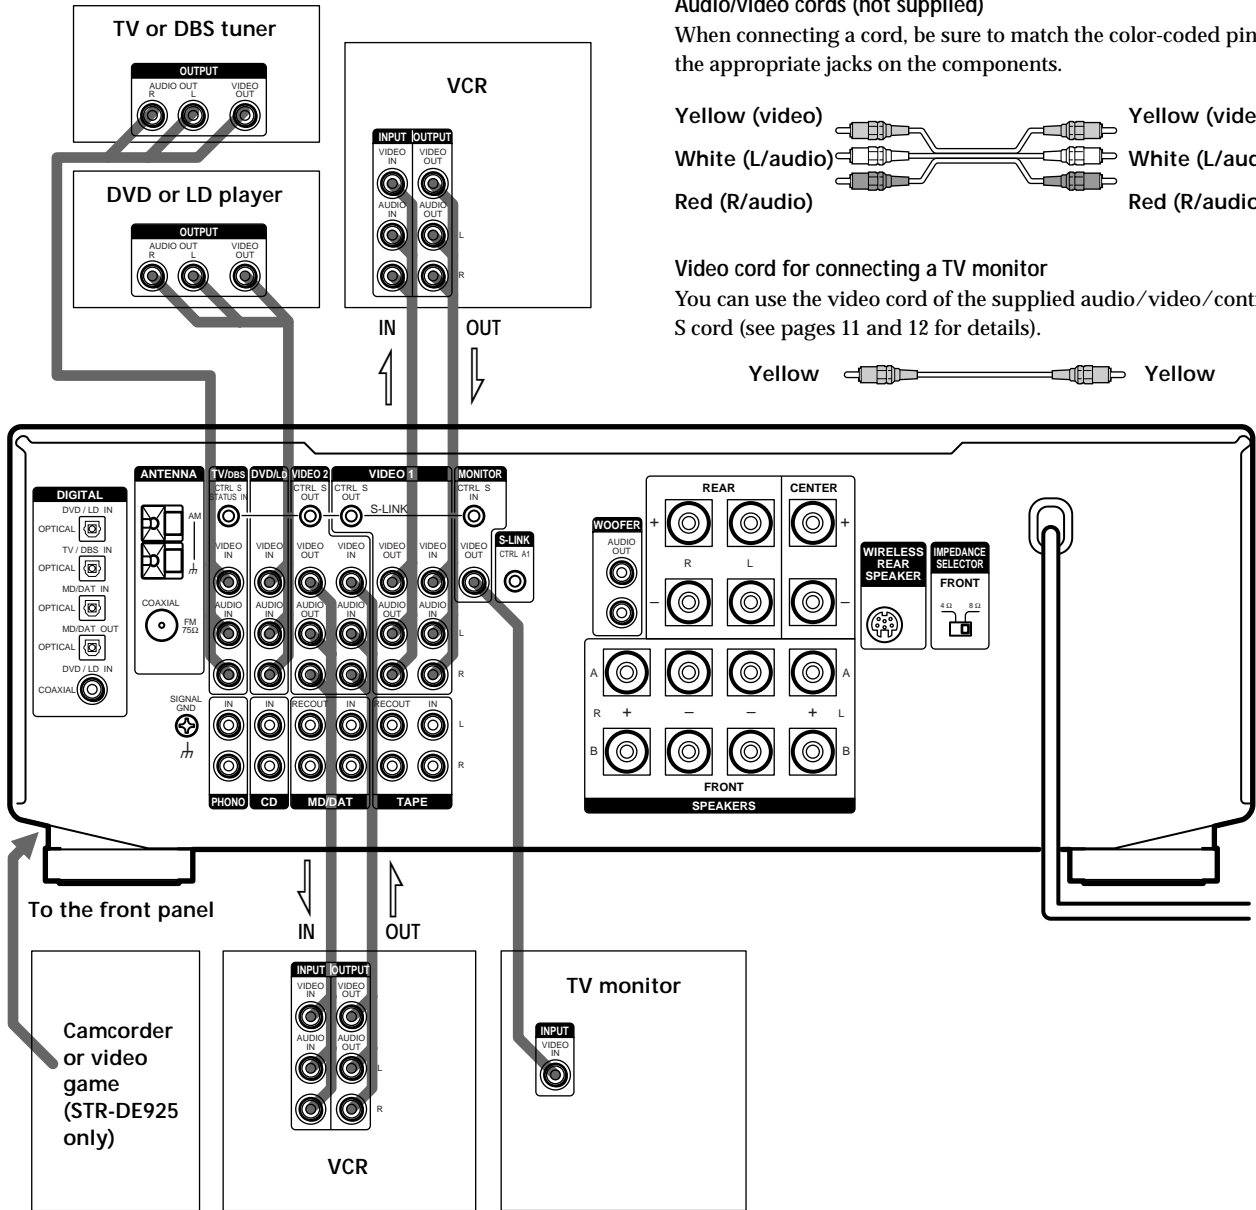 Audio/video cords (not supplied)
When connecting a cord, be sure to match the color-coded pin
the appropriate jacks on the components.
Yellow (video)
White (L/audio)
White
Red (R/audio)
Red
Yellow
Video cord for connecting a TV monitor
You can use the video cord of the supplied audio/video/
S cord (see pages 11 and 12 for details).
Yellow
Yellow
TV or DBS tuner
OUTPUT
AUDIO OUT
VIDEO OUT
R L
DVD or LD player
OUTPUT
AUDIO OUT
VIDEO OUT
R L
VCR
INPUT OUTPUT
VIDEO IN
VIDEO OUT
AUDIO IN
AUDIO OUT
L
R
IN
OUT
DIGITAL
DVD / LD IN
OPTICAL
TV / DBS IN
OPTICAL
MD/DAT IN
OPTICAL
MD/DAT OUT
OPTICAL
DVD / LD IN
COAXIAL
ANTENNA
AM
COAXIAL
FM
75Ω
SIGNAL
GND
TV/DBS DVD/LD VIDEO 2 VIDEO 1 MONITOR
CTRL S STATUS IN
CTRL S OUT
CTRL S OUT
CTRL S IN
S-LINK
VIDEO IN
VIDEO IN
VIDEO OUT
VIDEO IN
VIDEO OUT
VIDEO IN
VIDEO OUT
AUDIO IN
AUDIO IN
AUDIO OUT
AUDIO IN
AUDIO OUT
AUDIO IN
L
R
S-LINK
CTRL A1
IN IN RECOUT IN RECOUT IN
L
R
PHONO CD MD/DAT TAPE
WOOFER
AUDIO OUT
REAR
CENTER
+ +
R L
– –
A A
R + – – + L
B B
FRONT
SPEAKERS
WIRELESS
REAR
SPEAKER
IMPEDANCE
SELECTOR
FRONT
4 Ω 8 Ω
To the front panel
IN
OUT
Camcorder
or video
game
(STR-DE925
only)
INPUT OUTPUT
VIDEO IN
VIDEO OUT
AUDIO IN
AUDIO OUT
L
R
VCR
TV monitor
INPUT
VIDEO IN